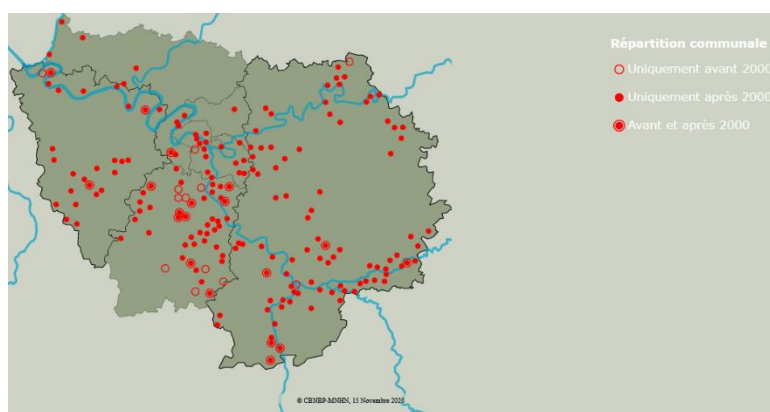 Répartition communale
Uniquement avant 2000
Uniquement après 2000
Avant et après 2000
© CBNBP-MNHN, 15 Novembre 2020